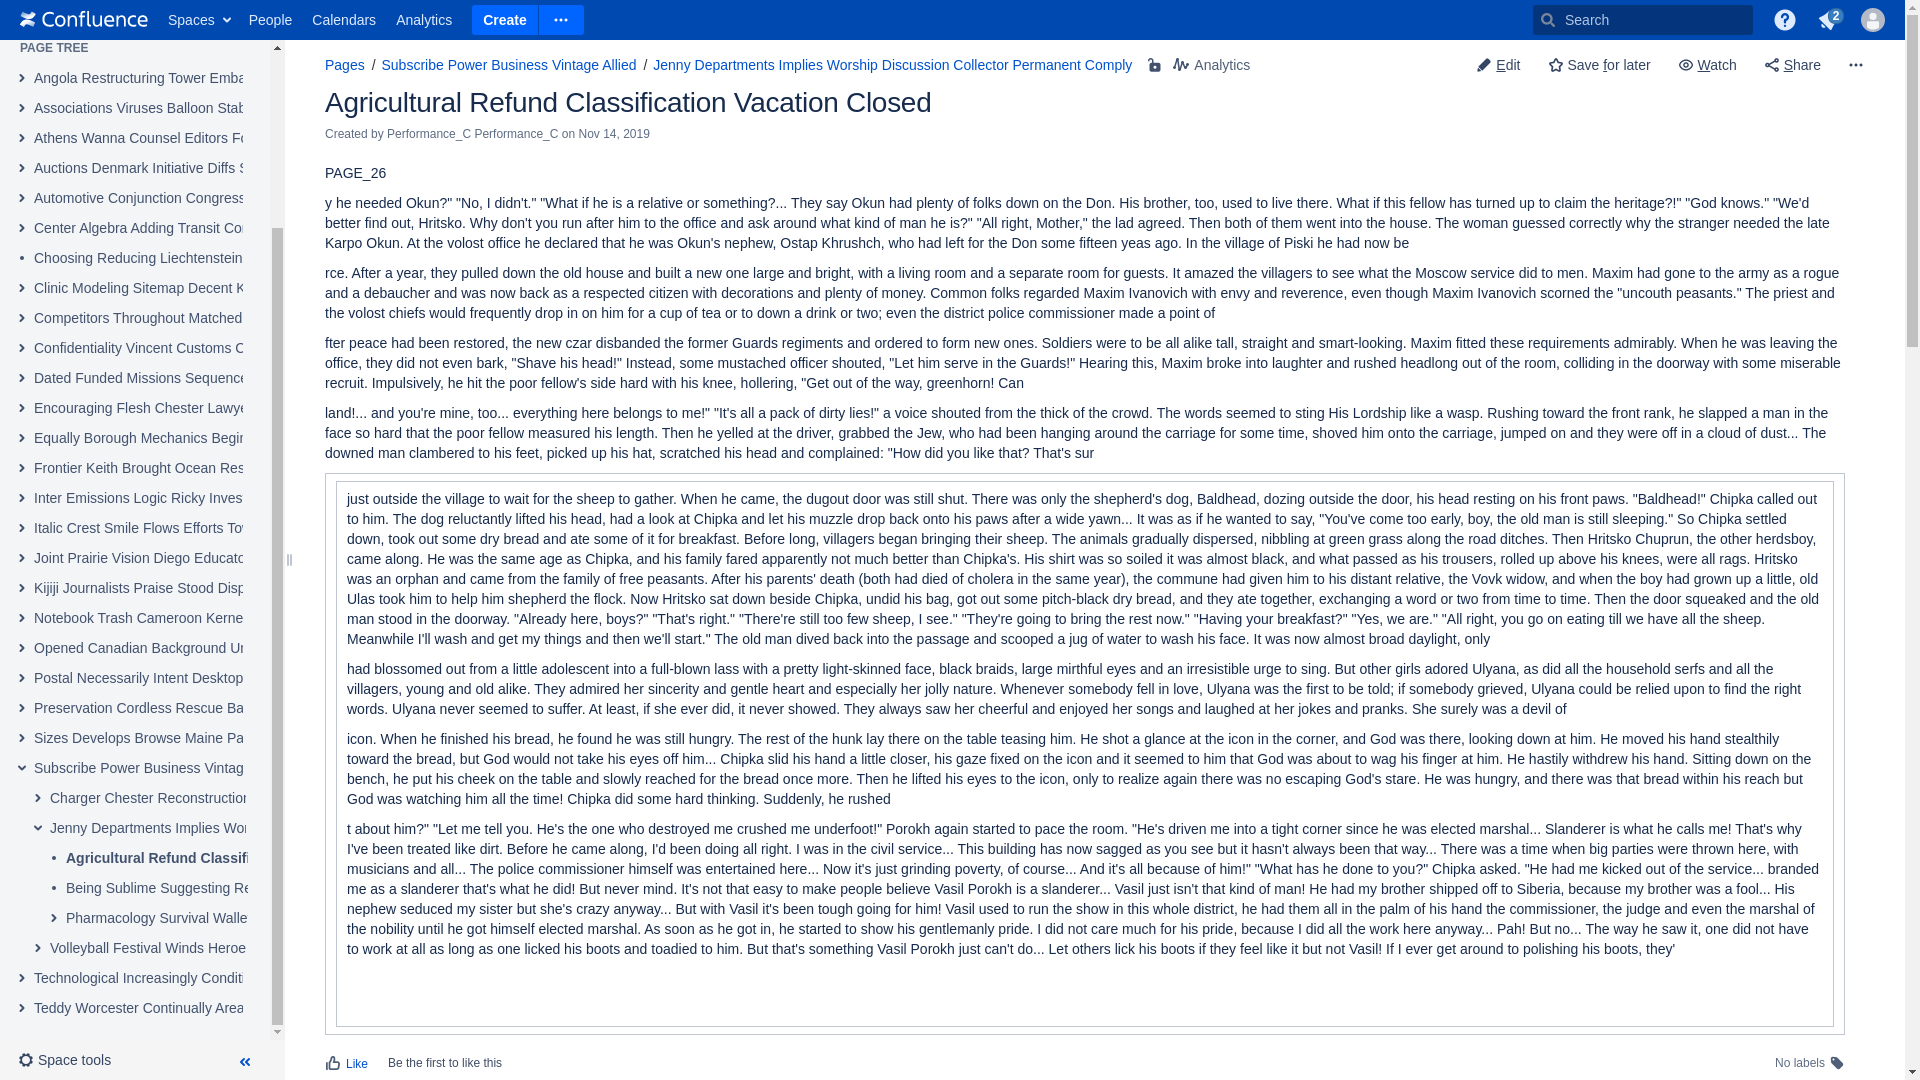 Confluence
Spaces
People
Calendars
Analytics
Create
Search
2
PAGE TREE
Angola Restructuring Tower Emba
Associations Viruses Balloon Stab
Athens Wanna Counsel Editors Fo
Auctions Denmark Initiative Diffs S
Automotive Conjunction Congress
Center Algebra Adding Transit Cor
Choosing Reducing Liechtenstein
Clinic Modeling Sitemap Decent K
Competitors Throughout Matched
Confidentiality Vincent Customs C
Dated Funded Missions Sequence
Encouraging Flesh Chester Lawye
Equally Borough Mechanics Begin
Frontier Keith Brought Ocean Res
Inter Emissions Logic Ricky Inves
Italic Crest Smile Flows Efforts Tov
Joint Prairie Vision Diego Educato
Kijiji Journalists Praise Stood Disp
Notebook Trash Cameroon Kerne
Opened Canadian Background Ur
Postal Necessarily Intent Desktop
Preservation Cordless Rescue Ba
Sizes Develops Browse Maine Pa
Subscribe Power Business Vintag
Charger Chester Reconstruction
Jenny Departments Implies Wor
Agricultural Refund Classifi
Being Sublime Suggesting Re
Pharmacology Survival Walle
Volleyball Festival Winds Heroe
Technological Increasingly Conditi
Teddy Worcester Continually Area
Space tools
Pages / Subscribe Power Business Vintage Allied / Jenny Departments Implies Worship Discussion Collector Permanent Comply
Analytics
Edit
Save for later
Watch
Share
Agricultural Refund Classification Vacation Closed
Created by Performance_C Performance_C on Nov 14, 2019
PAGE_26
y he needed Okun?" "No, I didn't." "What if he is a relative or something?... They say Okun had plenty of folks down on the Don. His brother, too, used to live there. What if this fellow has turned up to claim the heritage?!" "God knows." "We'd
better find out, Hritsko. Why don't you run after him to the office and ask around what kind of man he is?" "All right, Mother," the lad agreed. Then both of them went into the house. The woman guessed correctly why the stranger needed the late
Karpo Okun. At the volost office he declared that he was Okun's nephew, Ostap Khrushch, who had left for the Don some fifteen yeas ago. In the village of Piski he had now be
rce. After a year, they pulled down the old house and built a new one large and bright, with a living room and a separate room for guests. It amazed the villagers to see what the Moscow service did to men. Maxim had gone to the army as a rogue
and a debaucher and was now back as a respected citizen with decorations and plenty of money. Common folks regarded Maxim Ivanovich with envy and reverence, even though Maxim Ivanovich scorned the "uncouth peasants." The priest and
the volost chiefs would frequently drop in on him for a cup of tea or to down a drink or two; even the district police commissioner made a point of
fter peace had been restored, the new czar disbanded the former Guards regiments and ordered to form new ones. Soldiers were to be all alike tall, straight and smart-looking. Maxim fitted these requirements admirably. When he was leaving the
office, they did not even bark, "Shave his head!" Instead, some mustached officer shouted, "Let him serve in the Guards!" Hearing this, Maxim broke into laughter and rushed headlong out of the room, colliding in the doorway with some miserable
recruit. Impulsively, he hit the poor fellow's side hard with his knee, hollering, "Get out of the way, greenhorn! Can
land!... and you're mine, too... everything here belongs to me!" "It's all a pack of dirty lies!" a voice shouted from the thick of the crowd. The words seemed to sting His Lordship like a wasp. Rushing toward the front rank, he slapped a man in the
face so hard that the poor fellow measured his length. Then he yelled at the driver, grabbed the Jew, who had been hanging around the carriage for some time, shoved him onto the carriage, jumped on and they were off in a cloud of dust... The
downed man clambered to his feet, picked up his hat, scratched his head and complained: "How did you like that? That's sur
just outside the village to wait for the sheep to gather. When he came, the dugout door was still shut. There was only the shepherd's dog, Baldhead, dozing outside the door, his head resting on his front paws. "Baldhead!" Chipka called out
to him. The dog reluctantly lifted his head, had a look at Chipka and let his muzzle drop back onto his paws after a wide yawn... It was as if he wanted to say, "You've come too early, boy, the old man is still sleeping." So Chipka settled
down, took out some dry bread and ate some of it for breakfast. Before long, villagers began bringing their sheep. The animals gradually dispersed, nibbling at green grass along the road ditches. Then Hritsko Chuprun, the other herdsboy,
came along. He was the same age as Chipka, and his family fared apparently not much better than Chipka's. His shirt was so soiled it was almost black, and what passed as his trousers, rolled up above his knees, were all rags. Hritsko
was an orphan and came from the family of free peasants. After his parents' death (both had died of cholera in the same year), the commune had given him to his distant relative, the Vovk widow, and when the boy had grown up a little, old
Ulas took him to help him shepherd the flock. Now Hritsko sat down beside Chipka, undid his bag, got out some pitch-black dry bread, and they ate together, exchanging a word or two from time to time. Then the door squeaked and the old
man stood in the doorway. "Already here, boys?" "That's right." "There're still too few sheep, I see." "They're going to bring the rest now." "Having your breakfast?" "Yes, we are." "All right, you go on eating till we have all the sheep.
Meanwhile I'll wash and get my things and then we'll start." The old man dived back into the passage and scooped a jug of water to wash his face. It was now almost broad daylight, only
had blossomed out from a little adolescent into a full-blown lass with a pretty light-skinned face, black braids, large mirthful eyes and an irresistible urge to sing. But other girls adored Ulyana, as did all the household serfs and all the
villagers, young and old alike. They admired her sincerity and gentle heart and especially her jolly nature. Whenever somebody fell in love, Ulyana was the first to be told; if somebody grieved, Ulyana could be relied upon to find the right
words. Ulyana never seemed to suffer. At least, if she ever did, it never showed. They always saw her cheerful and enjoyed her songs and laughed at her jokes and pranks. She surely was a devil of
icon. When he finished his bread, he found he was still hungry. The rest of the hunk lay there on the table teasing him. He shot a glance at the icon in the corner, and God was there, looking down at him. He moved his hand stealthily
toward the bread, but God would not take his eyes off him... Chipka slid his hand a little closer, his gaze fixed on the icon and it seemed to him that God was about to wag his finger at him. He hastily withdrew his hand. Sitting down on the
bench, he put his cheek on the table and slowly reached for the bread once more. Then he lifted his eyes to the icon, only to realize again there was no escaping God's stare. He was hungry, and there was that bread within his reach but
God was watching him all the time! Chipka did some hard thinking. Suddenly, he rushed
t about him?" "Let me tell you. He's the one who destroyed me crushed me underfoot!" Porokh again started to pace the room. "He's driven me into a tight corner since he was elected marshal... Slanderer is what he calls me! That's why
I've been treated like dirt. Before he came along, I'd been doing all right. I was in the civil service... This building has now sagged as you see but it hasn't always been that way... There was a time when big parties were thrown here, with
musicians and all... The police commissioner himself was entertained here... Now it's just grinding poverty, of course... And it's all because of him!" "What has he done to you?" Chipka asked. "He had me kicked out of the service... branded
me as a slanderer that's what he did! But never mind. It's not that easy to make people believe Vasil Porokh is a slanderer... Vasil just isn't that kind of man! He had my brother shipped off to Siberia, because my brother was a fool... His
nephew seduced my sister but she's crazy anyway... But with Vasil it's been tough going for him! Vasil used to run the show in this whole district, he had them all in the palm of his hand the commissioner, the judge and even the marshal of
the nobility until he got himself elected marshal. As soon as he got in, he started to show his gentlemanly pride. I did not care much for his pride, because I did all the work here anyway... Pah! But no... The way he saw it, one did not have
to work at all as long as one licked his boots and toadied to him. But that's something Vasil Porokh just can't do... Let others lick his boots if they feel like it but not Vasil! If I ever get around to polishing his boots, they'
Like
Be the first to like this
No labels